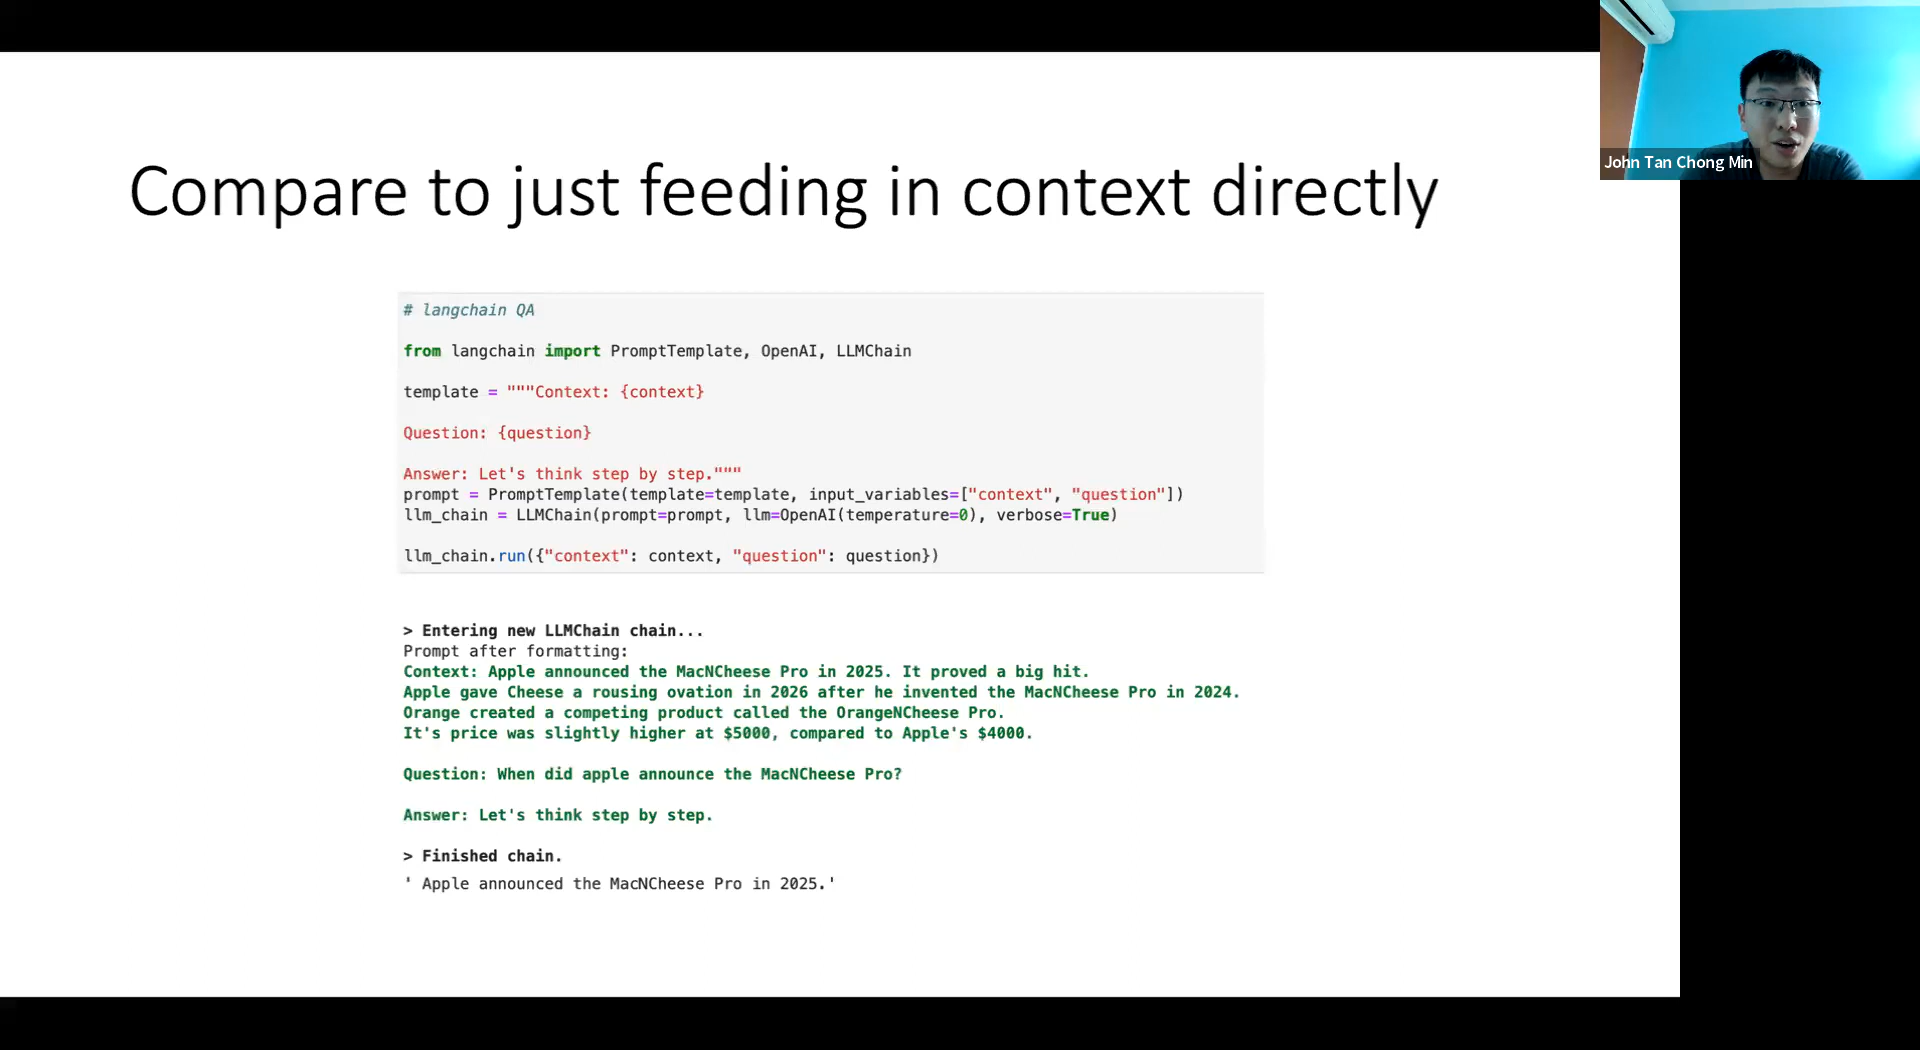 Compare to just feeding in context directly
John Tan Chong Min
# langchain QA
from langchain import PromptTemplate, OpenAI, LLMChain
template = """Context: {context}
Question: {question}
Answer: Let's think step by step."""
prompt = PromptTemplate(template=template, input_variables=["context", "question"])
llm_chain = LLMChain(prompt=prompt, llm=OpenAI(temperature=0), verbose=True)
llm_chain.run({"context": context, "question": question})
> Entering new LLMChain chain...
Prompt after formatting:
Context: Apple announced the MacNCheese Pro in 2025. It proved a big hit.
Apple gave Cheese a rousing ovation in 2026 after he invented the MacNCheese Pro in 2024.
Orange created a competing product called the OrangeNCheese Pro.
It's price was slightly higher at $5000, compared to Apple's $4000.
Question: When did apple announce the MacNCheese Pro?
Answer: Let's think step by step.
> Finished chain.
' Apple announced the MacNCheese Pro in 2025.'